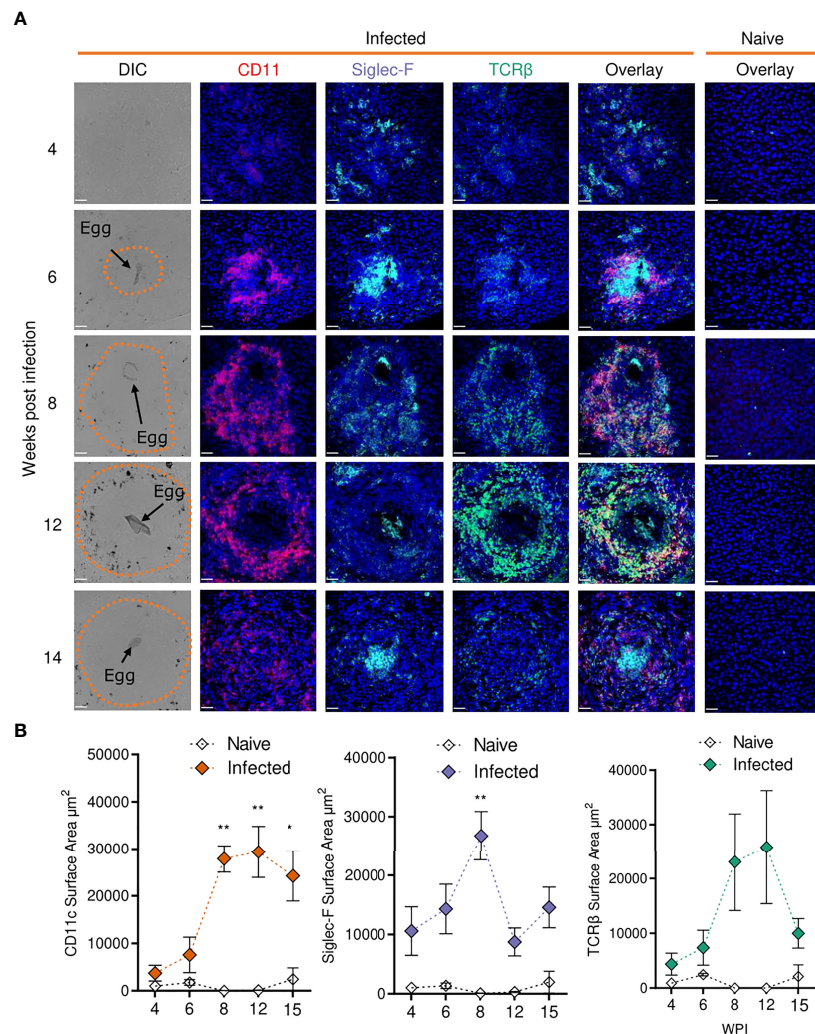 A
Infected
Naive
DIC
CD11
Siglec-F
TCRβ
Overlay
Overlay
Weeks post infection
4
6
Egg
8
Egg
12
Egg
14
Egg
B
Naive
Infected
CD11c Surface Area µm²
50000
40000
30000
20000
10000
0
**
**
*
4 6 8 12 15
Naive
Infected
Siglec-F Surface Area µm²
40000
30000
20000
10000
0
**
4 6 8 12 15
Naive
Infected
TCRβ Surface Area µm²
40000
30000
20000
10000
0
4 6 8 12 15
WPI